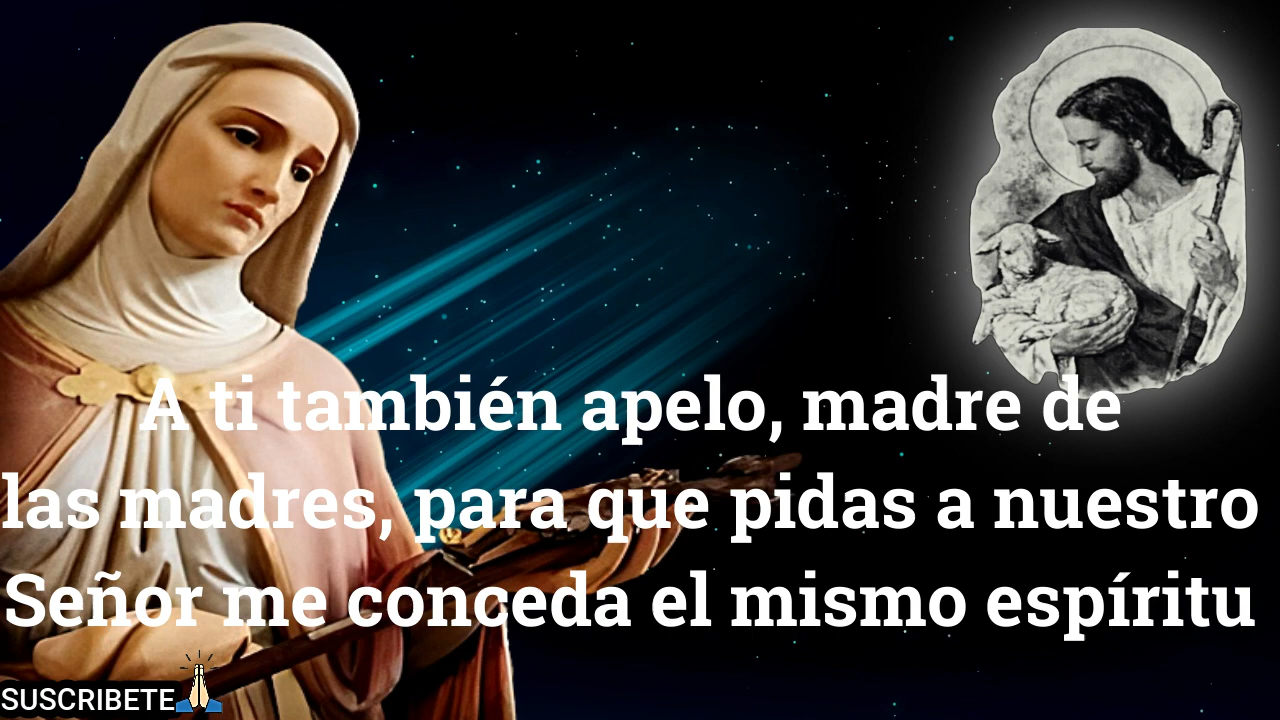 A ti también apelo, madre de
las madres, para que pidas a nuestro
Señor me conceda el mismo espíritu
SUSCRIBETE